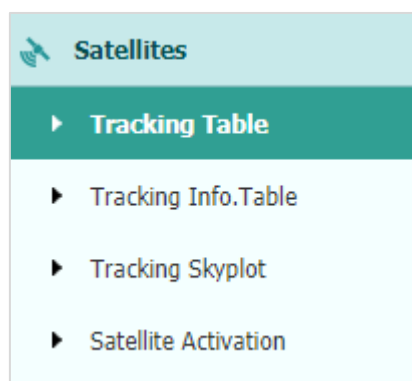 Satellites
Tracking Table
Tracking Info.Table
Tracking Skyplot
Satellite Activation